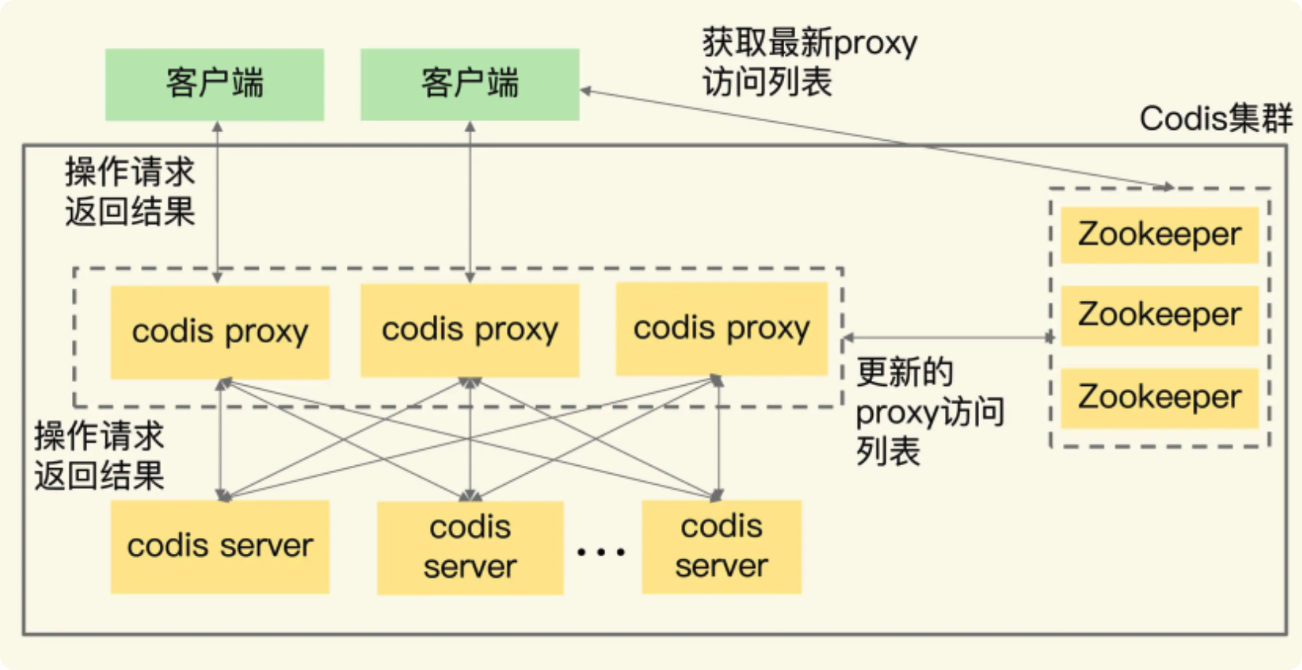 获取最新proxy
访问列表
客户端
客户端
Codis集群
操作请求
返回结果
Zookeeper
Zookeeper
Zookeeper
codis proxy
codis proxy
codis proxy
更新的
proxy访问
列表
操作请求
返回结果
codis server
codis
server
...
codis
server